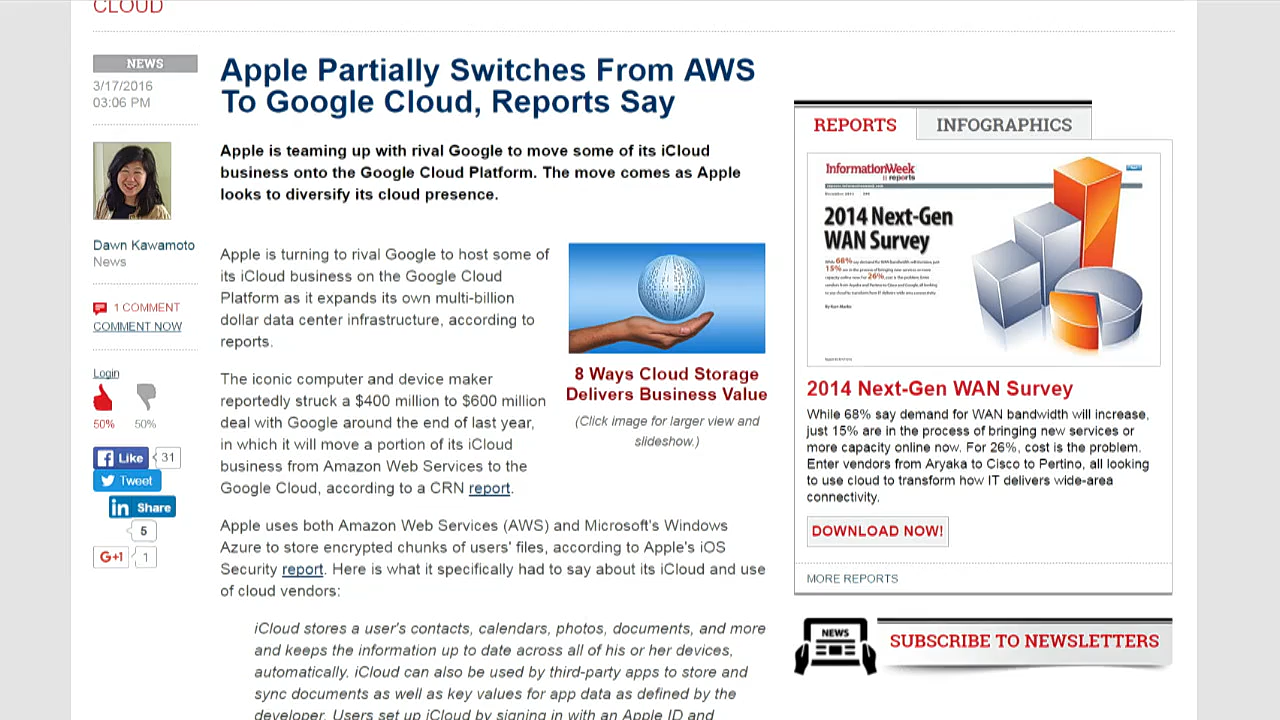 CLOUD
NEWS
3/17/2016
03:06 PM
Dawn Kawamoto
News
1 COMMENT
COMMENT NOW
Login
50% 50%
Like 31
Tweet
in Share
5
G+1 1
Apple Partially Switches From AWS
To Google Cloud, Reports Say
Apple is teaming up with rival Google to move some of its iCloud
business onto the Google Cloud Platform. The move comes as Apple
looks to diversify its cloud presence.
Apple is turning to rival Google to host some of
its iCloud business on the Google Cloud
Platform as it expands its own multi-billion
dollar data center infrastructure, according to
reports.
8 Ways Cloud Storage
Delivers Business Value
(Click image for larger view and
slideshow.)
The iconic computer and device maker
reportedly struck a $400 million to $600 million
deal with Google around the end of last year,
in which it will move a portion of its iCloud
business from Amazon Web Services to the
Google Cloud, according to a CRN report.
Apple uses both Amazon Web Services (AWS) and Microsoft's Windows
Azure to store encrypted chunks of users' files, according to Apple's iOS
Security report. Here is what it specifically had to say about its iCloud and use
of cloud vendors:
iCloud stores a user's contacts, calendars, photos, documents, and more
and keeps the information up to date across all of his or her devices,
automatically. iCloud can also be used by third-party apps to store and
sync documents as well as key values for app data as defined by the
developer. Users set up iCloud by signing in with an Apple ID and
REPORTS INFOGRAPHICS
InformationWeek
reports
2014 Next-Gen
WAN Survey
2014 Next-Gen WAN Survey
While 68% say demand for WAN bandwidth will increase,
just 15% are in the process of bringing new services or
more capacity online now. For 26%, cost is the problem.
Enter vendors from Aryaka to Cisco to Pertino, all looking
to use cloud to transform how IT delivers wide-area
connectivity.
DOWNLOAD NOW!
MORE REPORTS
NEWS
SUBSCRIBE TO NEWSLETTERS